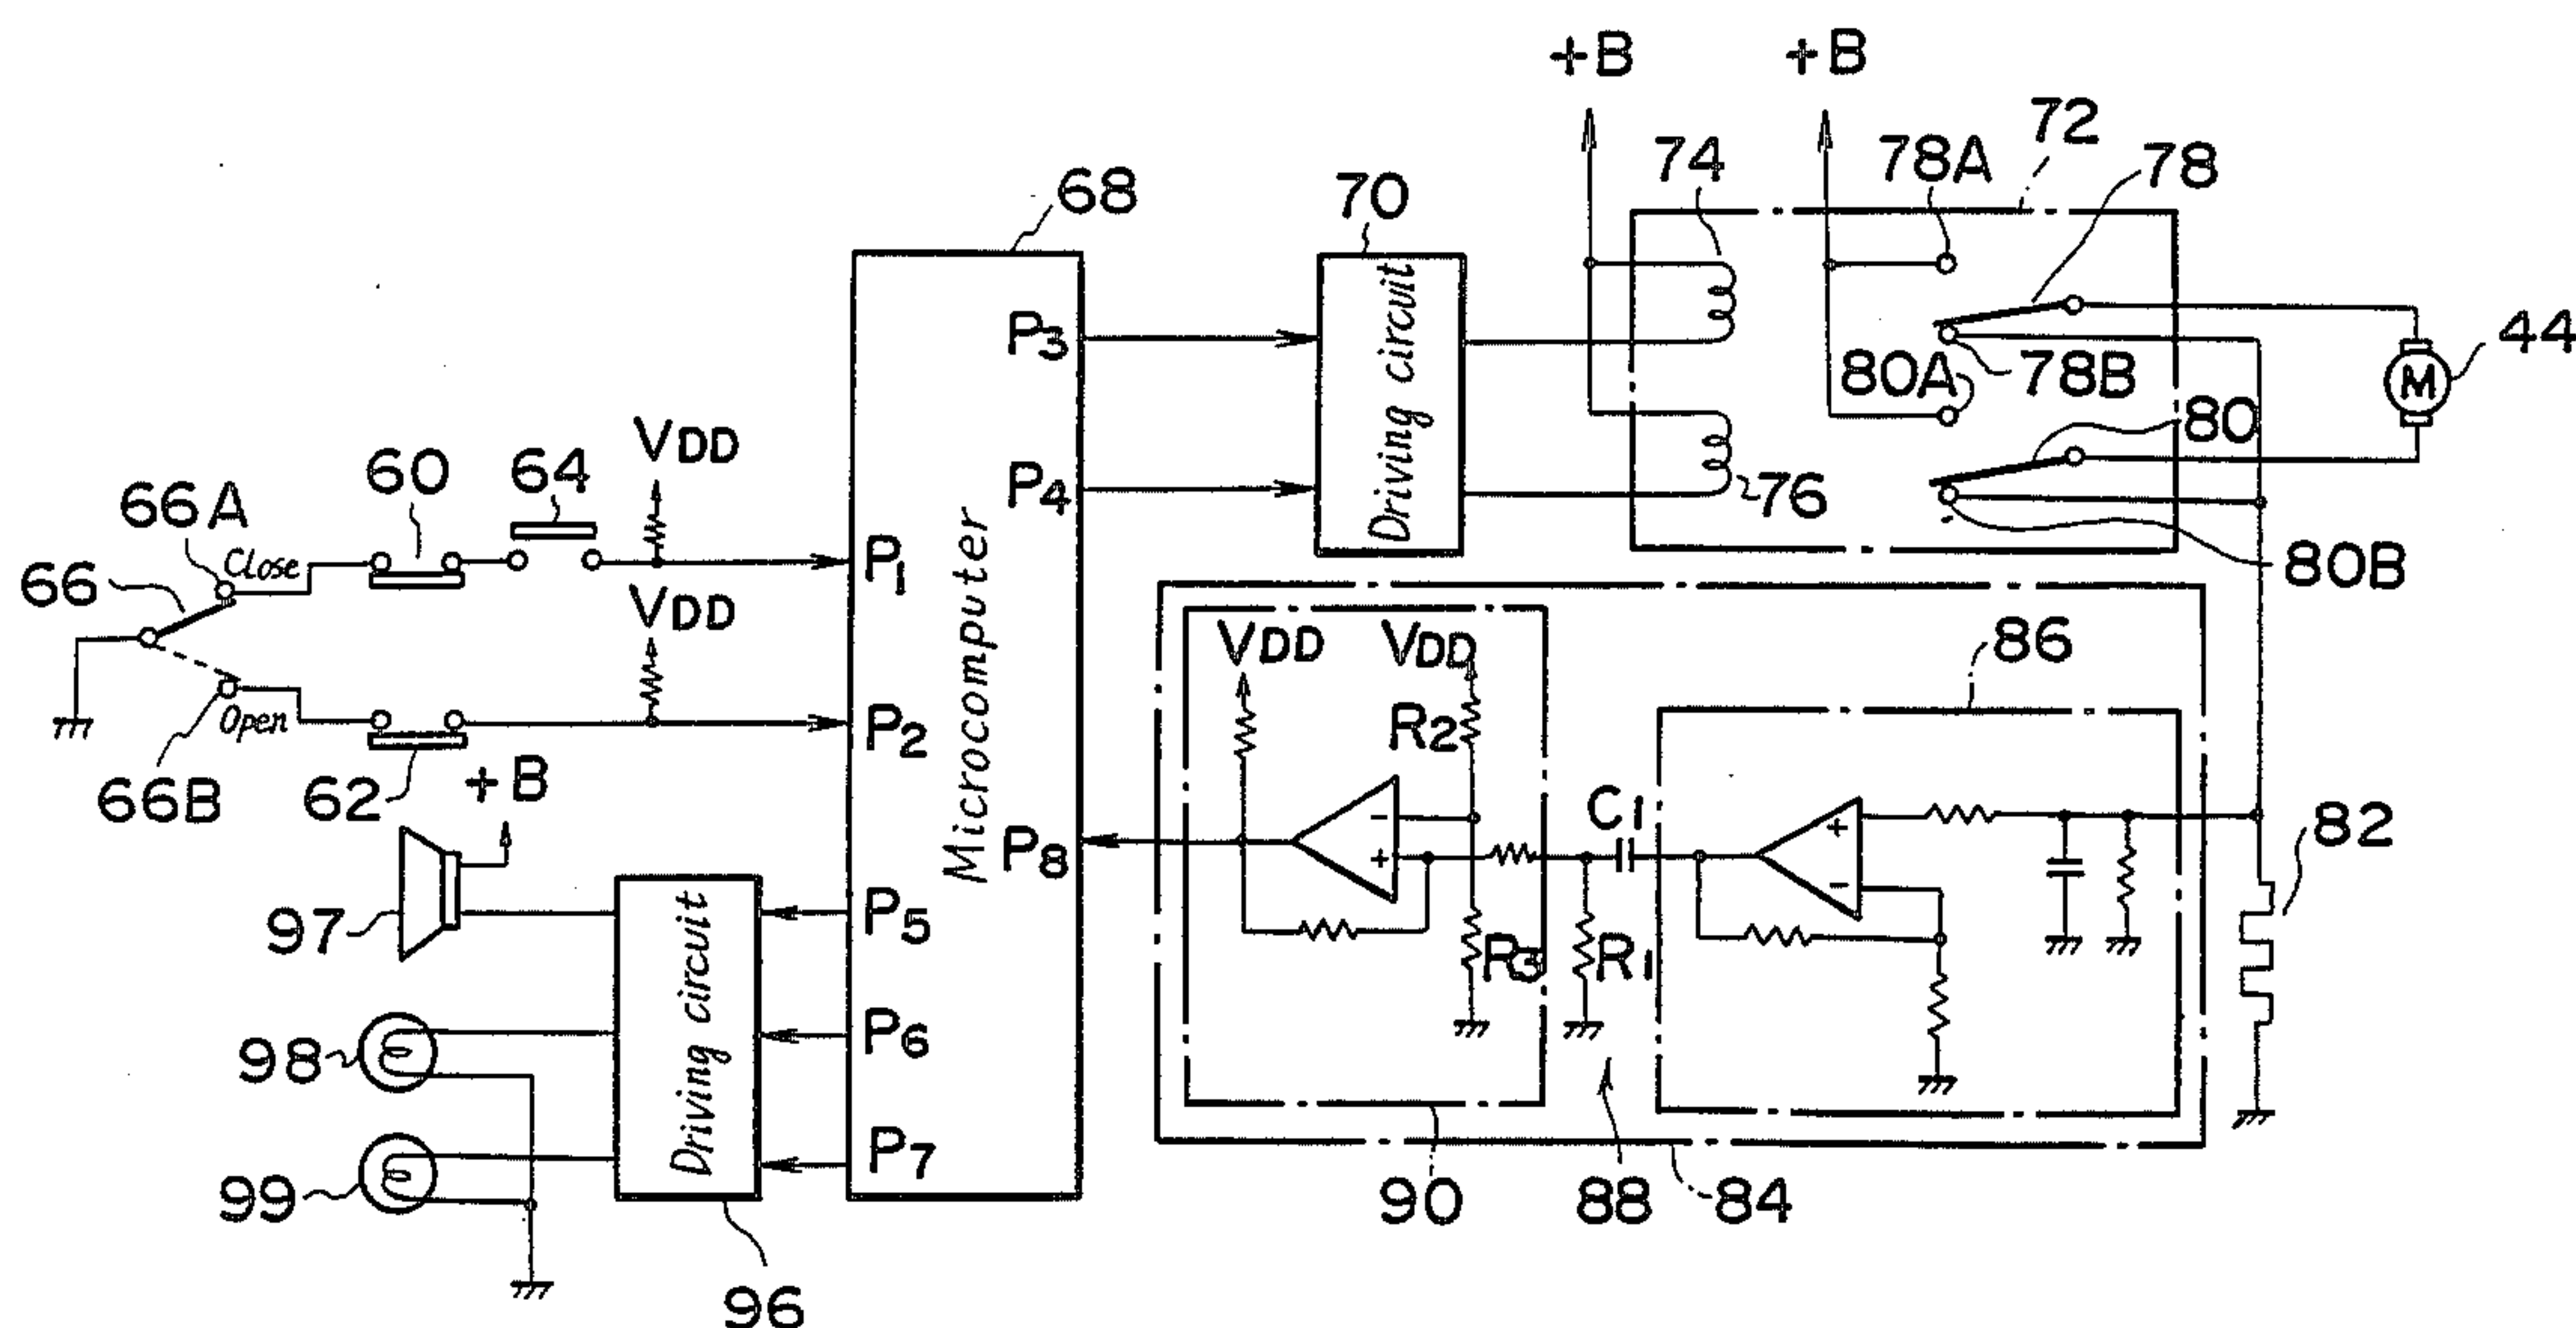 +B
+B
72
78A
78
74
68
70
P3
Driving circuit
78B
80A
44
M
80
P4
76
80B
VDD
60
64
66A
Close
66
P1
Microcomputer
VDD
Open
66B
62
P2
+B
97
P8
P5
98
P6
99
P7
Driving circuit
96
VDD
VDD
R2
-
+
R3
C1
R1
86
+
-
82
90
88
84